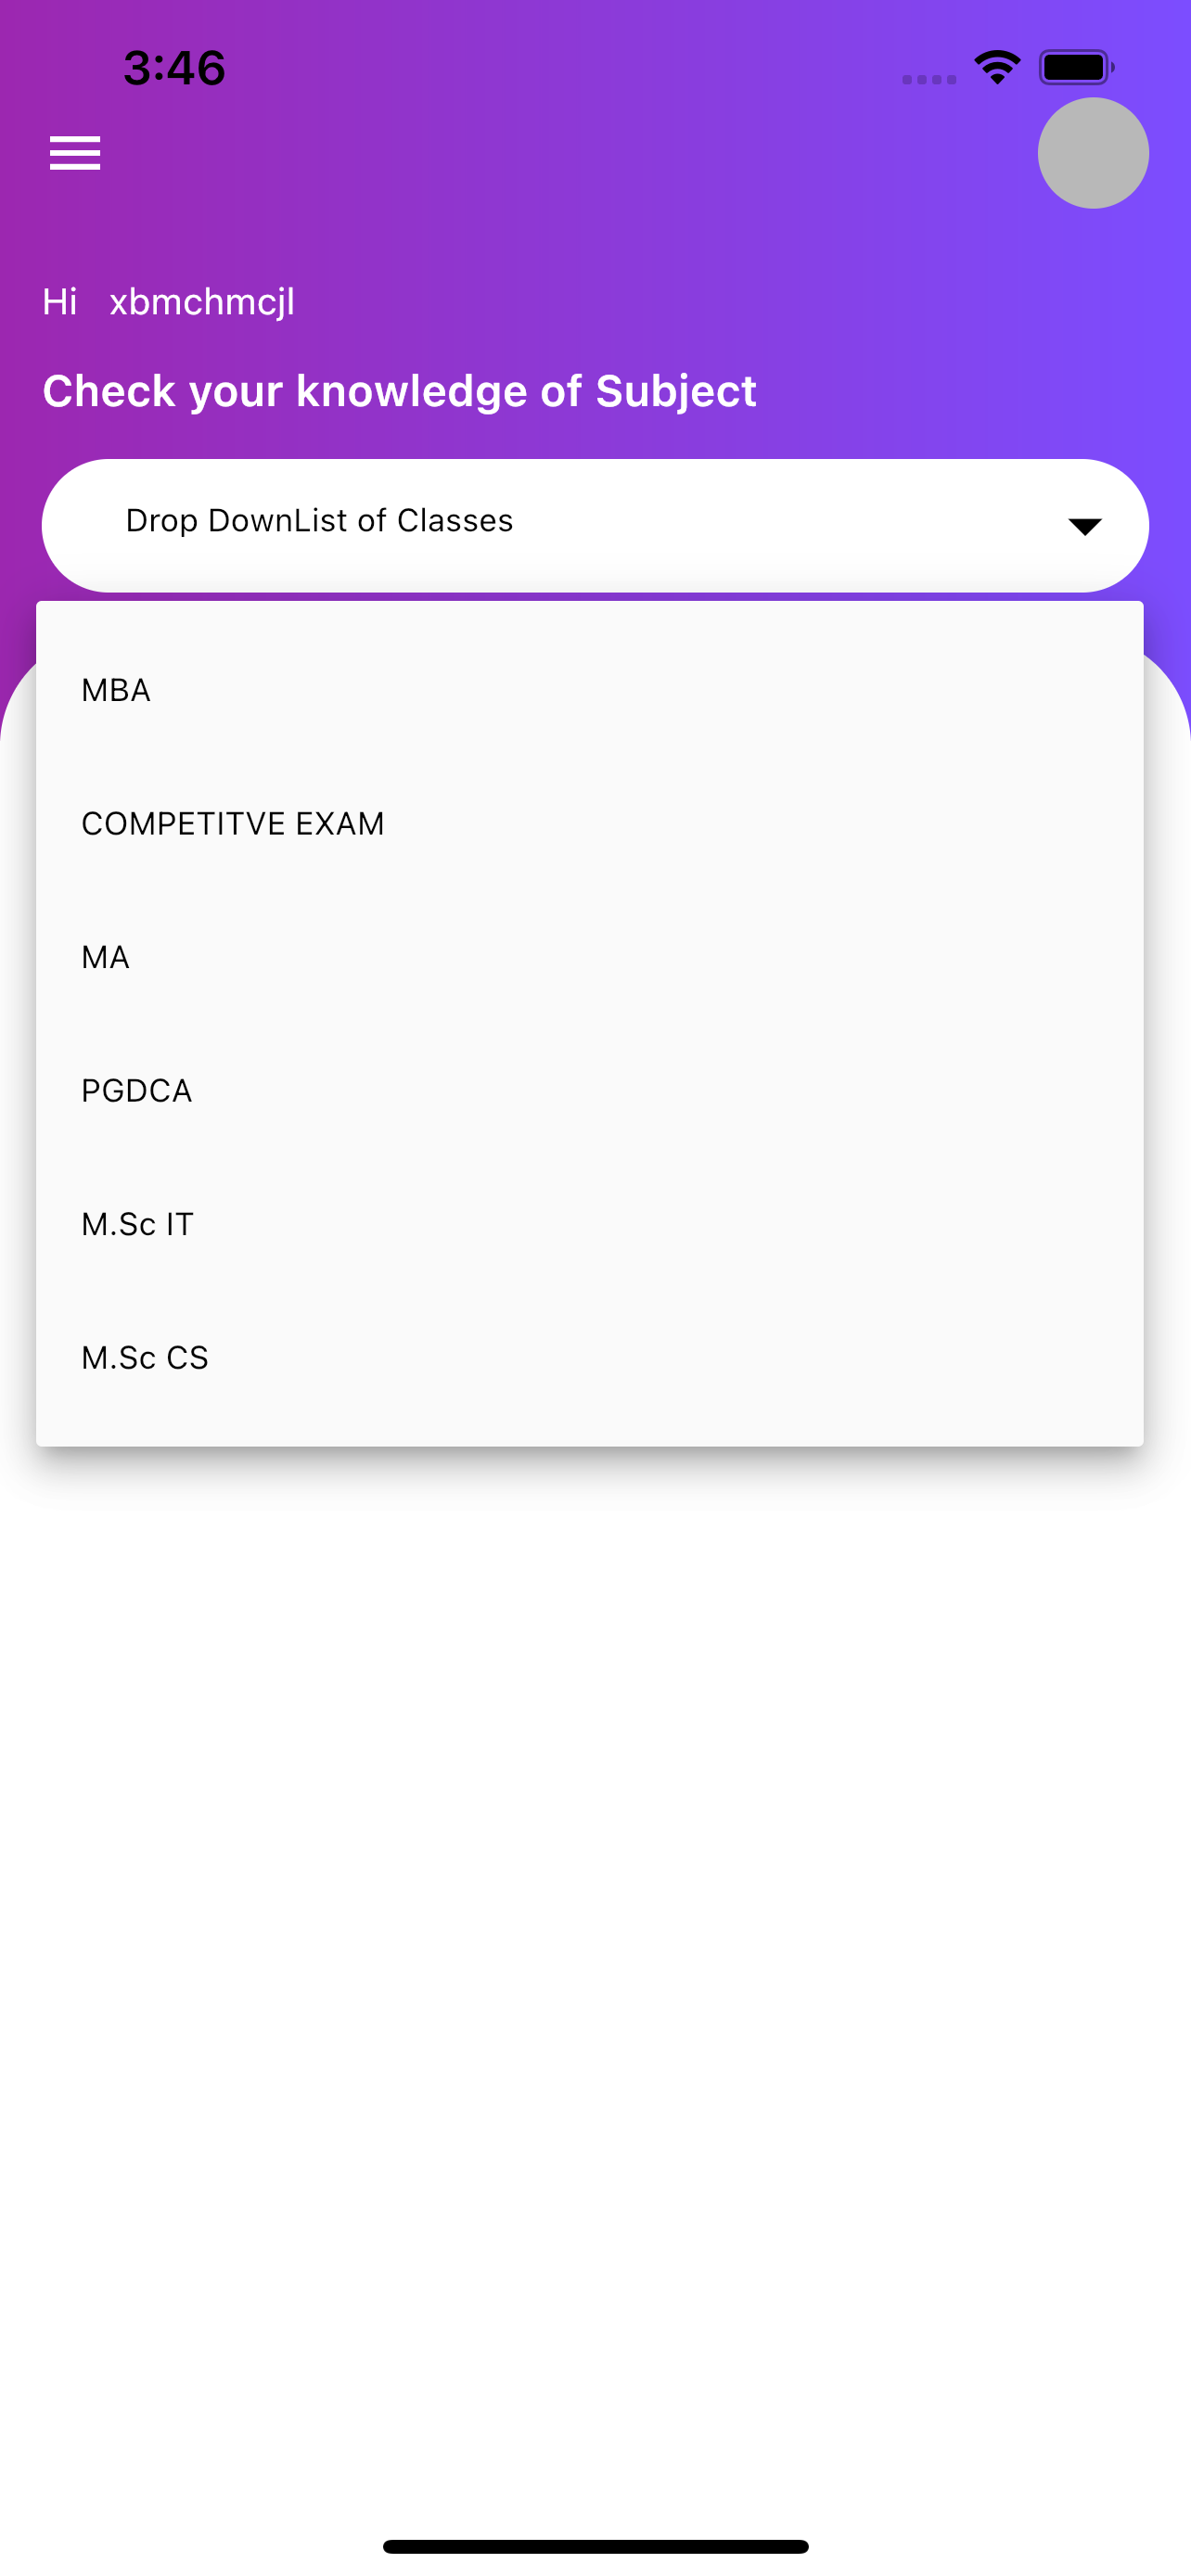 3:46
Hi xbmchmcjl
Check your knowledge of Subject
Drop DownList of Classes
MBA
COMPETITVE EXAM
MA
PGDCA
M.Sc IT
M.Sc CS